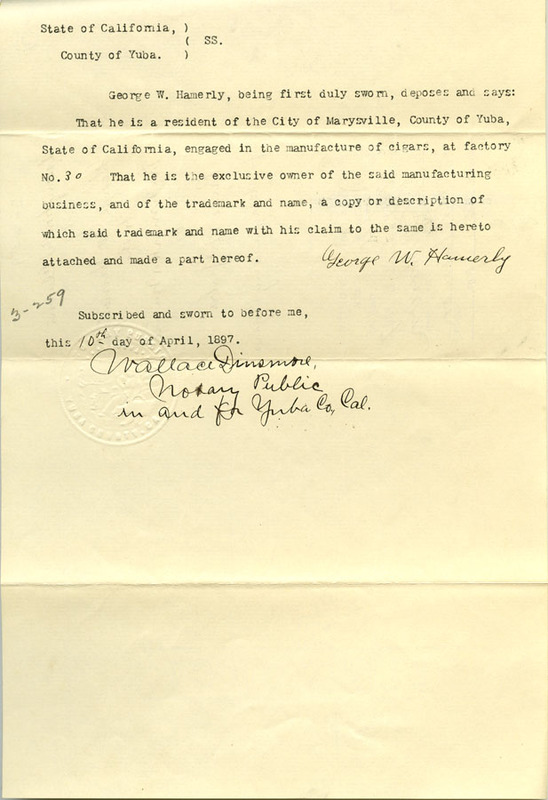 State of California, )
( SS.
County of Yuba. )
George W. Hamerly, being first duly sworn, deposes and says:
That he is a resident of the City of Marysville, County of Yuba,
State of California, engaged in the manufacture of cigars, at factory
No. 30 That he is the exclusive owner of the said manufacturing
business, and of the trademark and name, a copy or description of
which said trademark and name with his claim to the same is hereto
attached and made a part hereof. George W. Hamerly
3-259
Subscribed and sworn to before me,
this 10th day of April, 1897.
Wallace Dinsmore,
Notary Public
in and for Yuba Co, Cal.